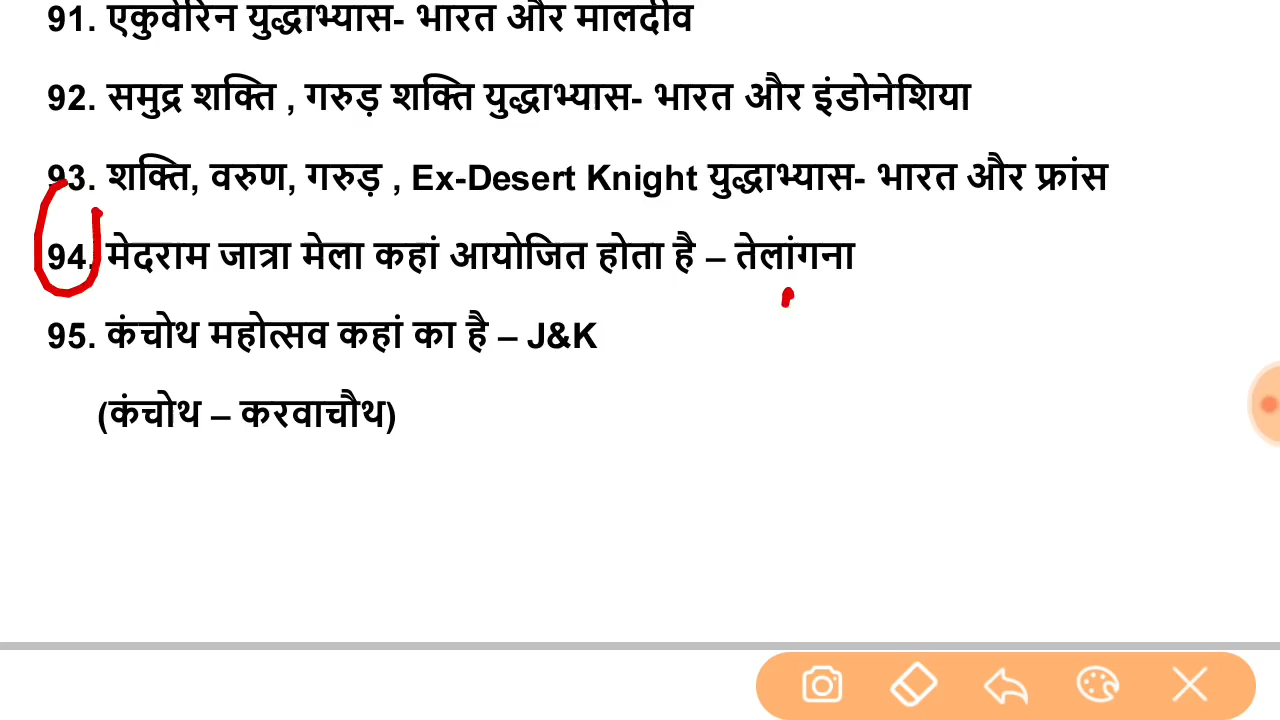 91. एकुवेरिन युद्धाभ्यास- भारत और मालदीव
92. समुद्र शक्ति , गरुड़ शक्ति युद्धाभ्यास- भारत और इंडोनेशिया
93. शक्ति, वरुण, गरुड़ , Ex-Desert Knight युद्धाभ्यास- भारत और फ्रांस
94. मेदराम जात्रा मेला कहां आयोजित होता है – तेलांगना
95. कंचोथ महोत्सव कहां का है – J&K
(कंचोथ – करवाचौथ)